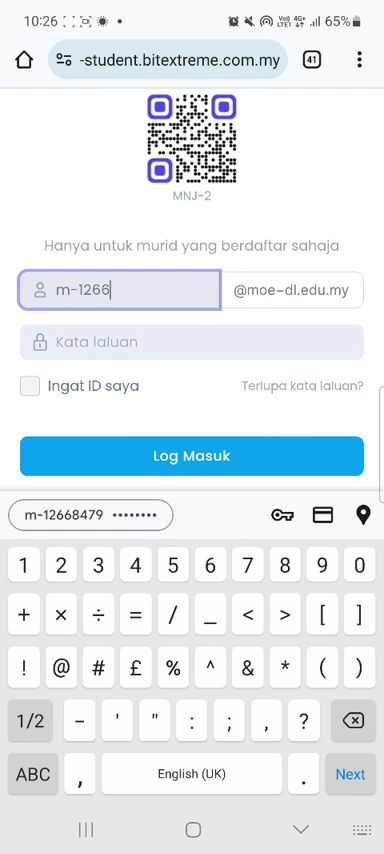 10:26
VoLTE1 4G+ 65%
-student.bitextreme.com.my 41
MNJ-2
Hanya untuk murid yang berdaftar sahaja
m-1266 @moe-dl.edu.my
Kata laluan
Ingat ID saya Terlupa kata laluan?
Log Masuk
m-12668479 ••••••••
1 2 3 4 5 6 7 8 9 0
+ × ÷ = / _ < > [ ]
! @ # £ % ^ & * ( )
1/2 - ' " : ; , ?
ABC , English (UK) . Next